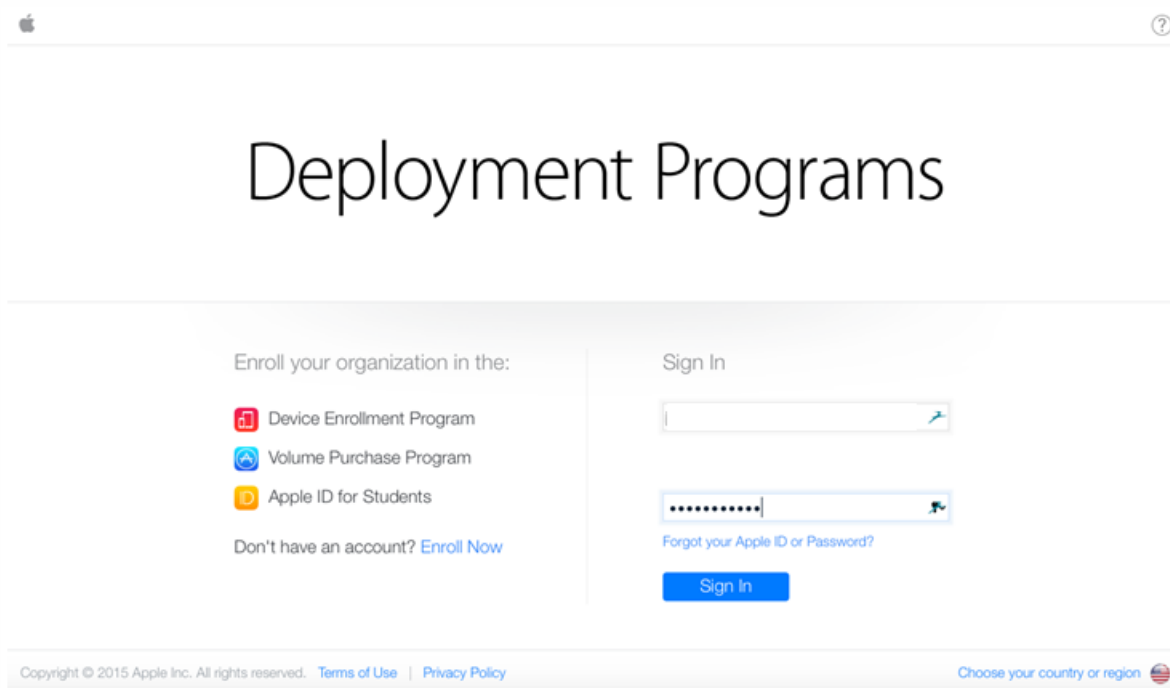 Deployment Programs
Enroll your organization in the:
Device Enrollment Program
Volume Purchase Program
Apple ID for Students
Don't have an account? Enroll Now
Sign In
•••••••••••
Forgot your Apple ID or Password?
Sign In
Copyright © 2015 Apple Inc. All rights reserved. Terms of Use | Privacy Policy
Choose your country or region